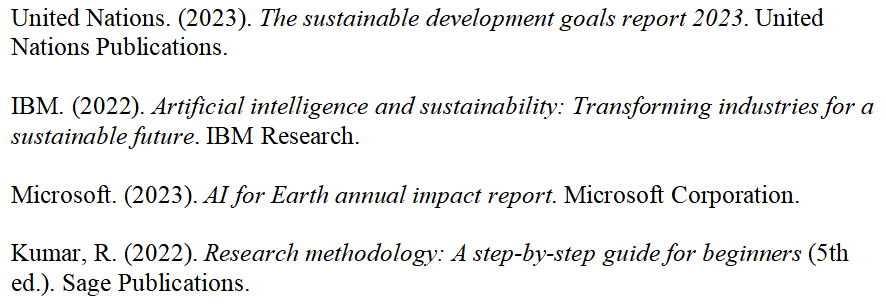 United Nations. (2023). The sustainable development goals report 2023. United
Nations Publications.
IBM. (2022). Artificial intelligence and sustainability: Transforming industries for a
sustainable future. IBM Research.
Microsoft. (2023). AI for Earth annual impact report. Microsoft Corporation.
Kumar, R. (2022). Research methodology: A step-by-step guide for beginners (5th
ed.). Sage Publications.